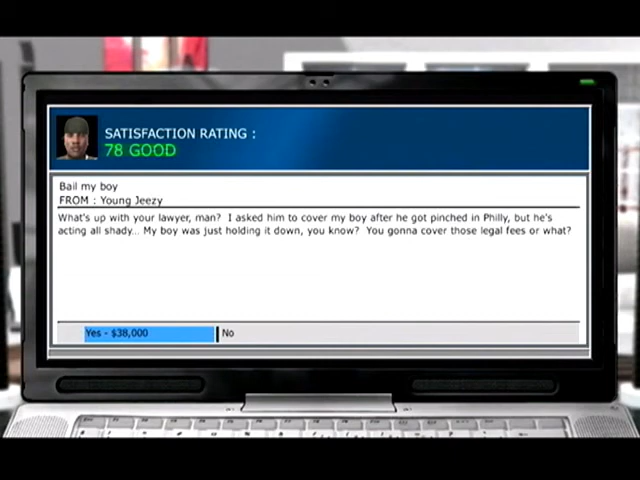 SATISFACTION RATING :
78 GOOD
Bail my boy
FROM : Young Jeezy
What's up with your lawyer, man?  I asked him to cover my boy after he got pinched in Philly, but he's
acting all shady... My boy was just holding it down, you know?  You gonna cover those legal fees or what?
Yes - $38,000
No